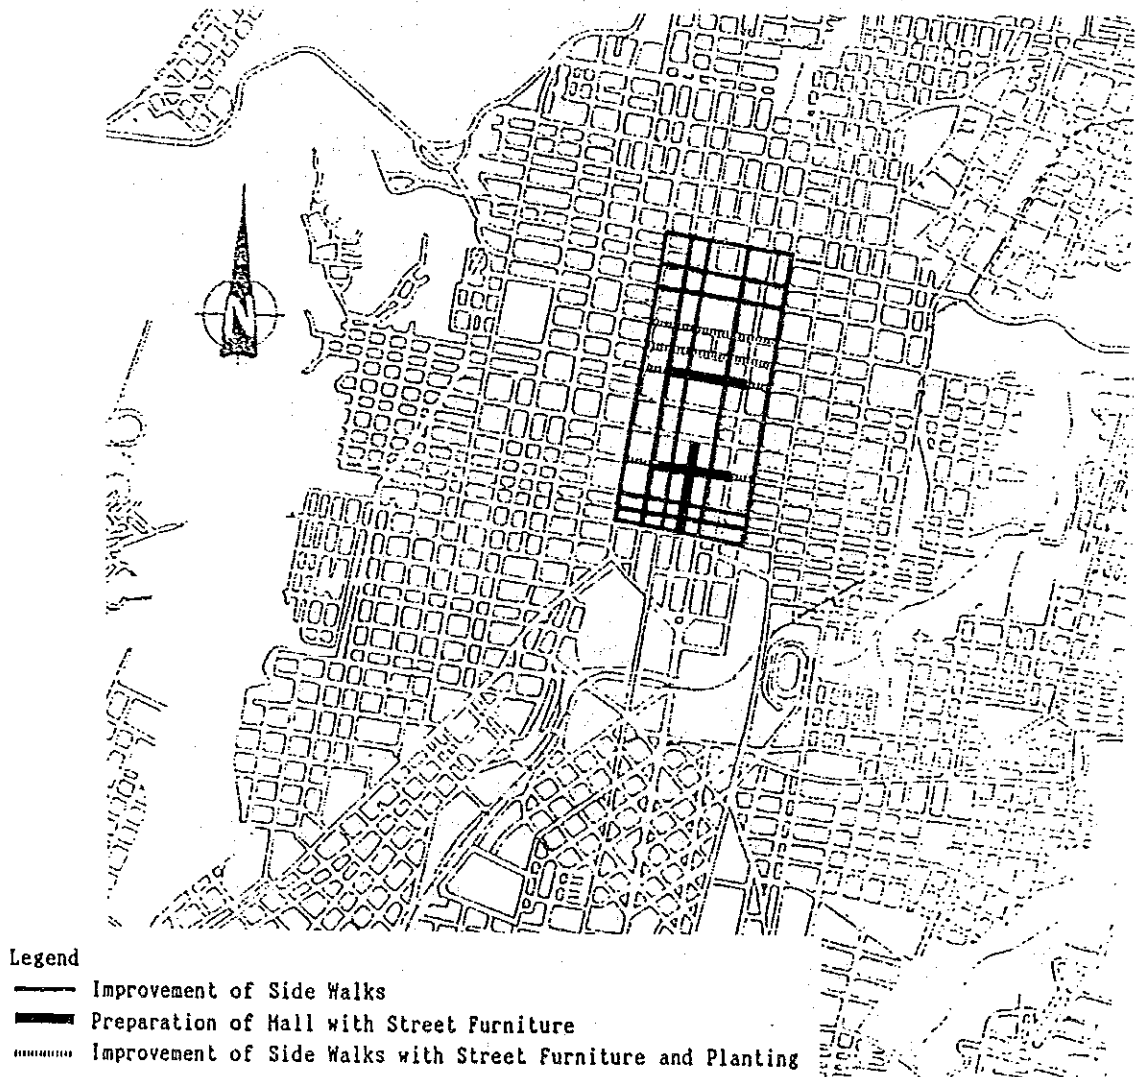 N
Legend
Improvement of Side Walks
Preparation of Mall with Street Furniture
Improvement of Side Walks with Street Furniture and Planting